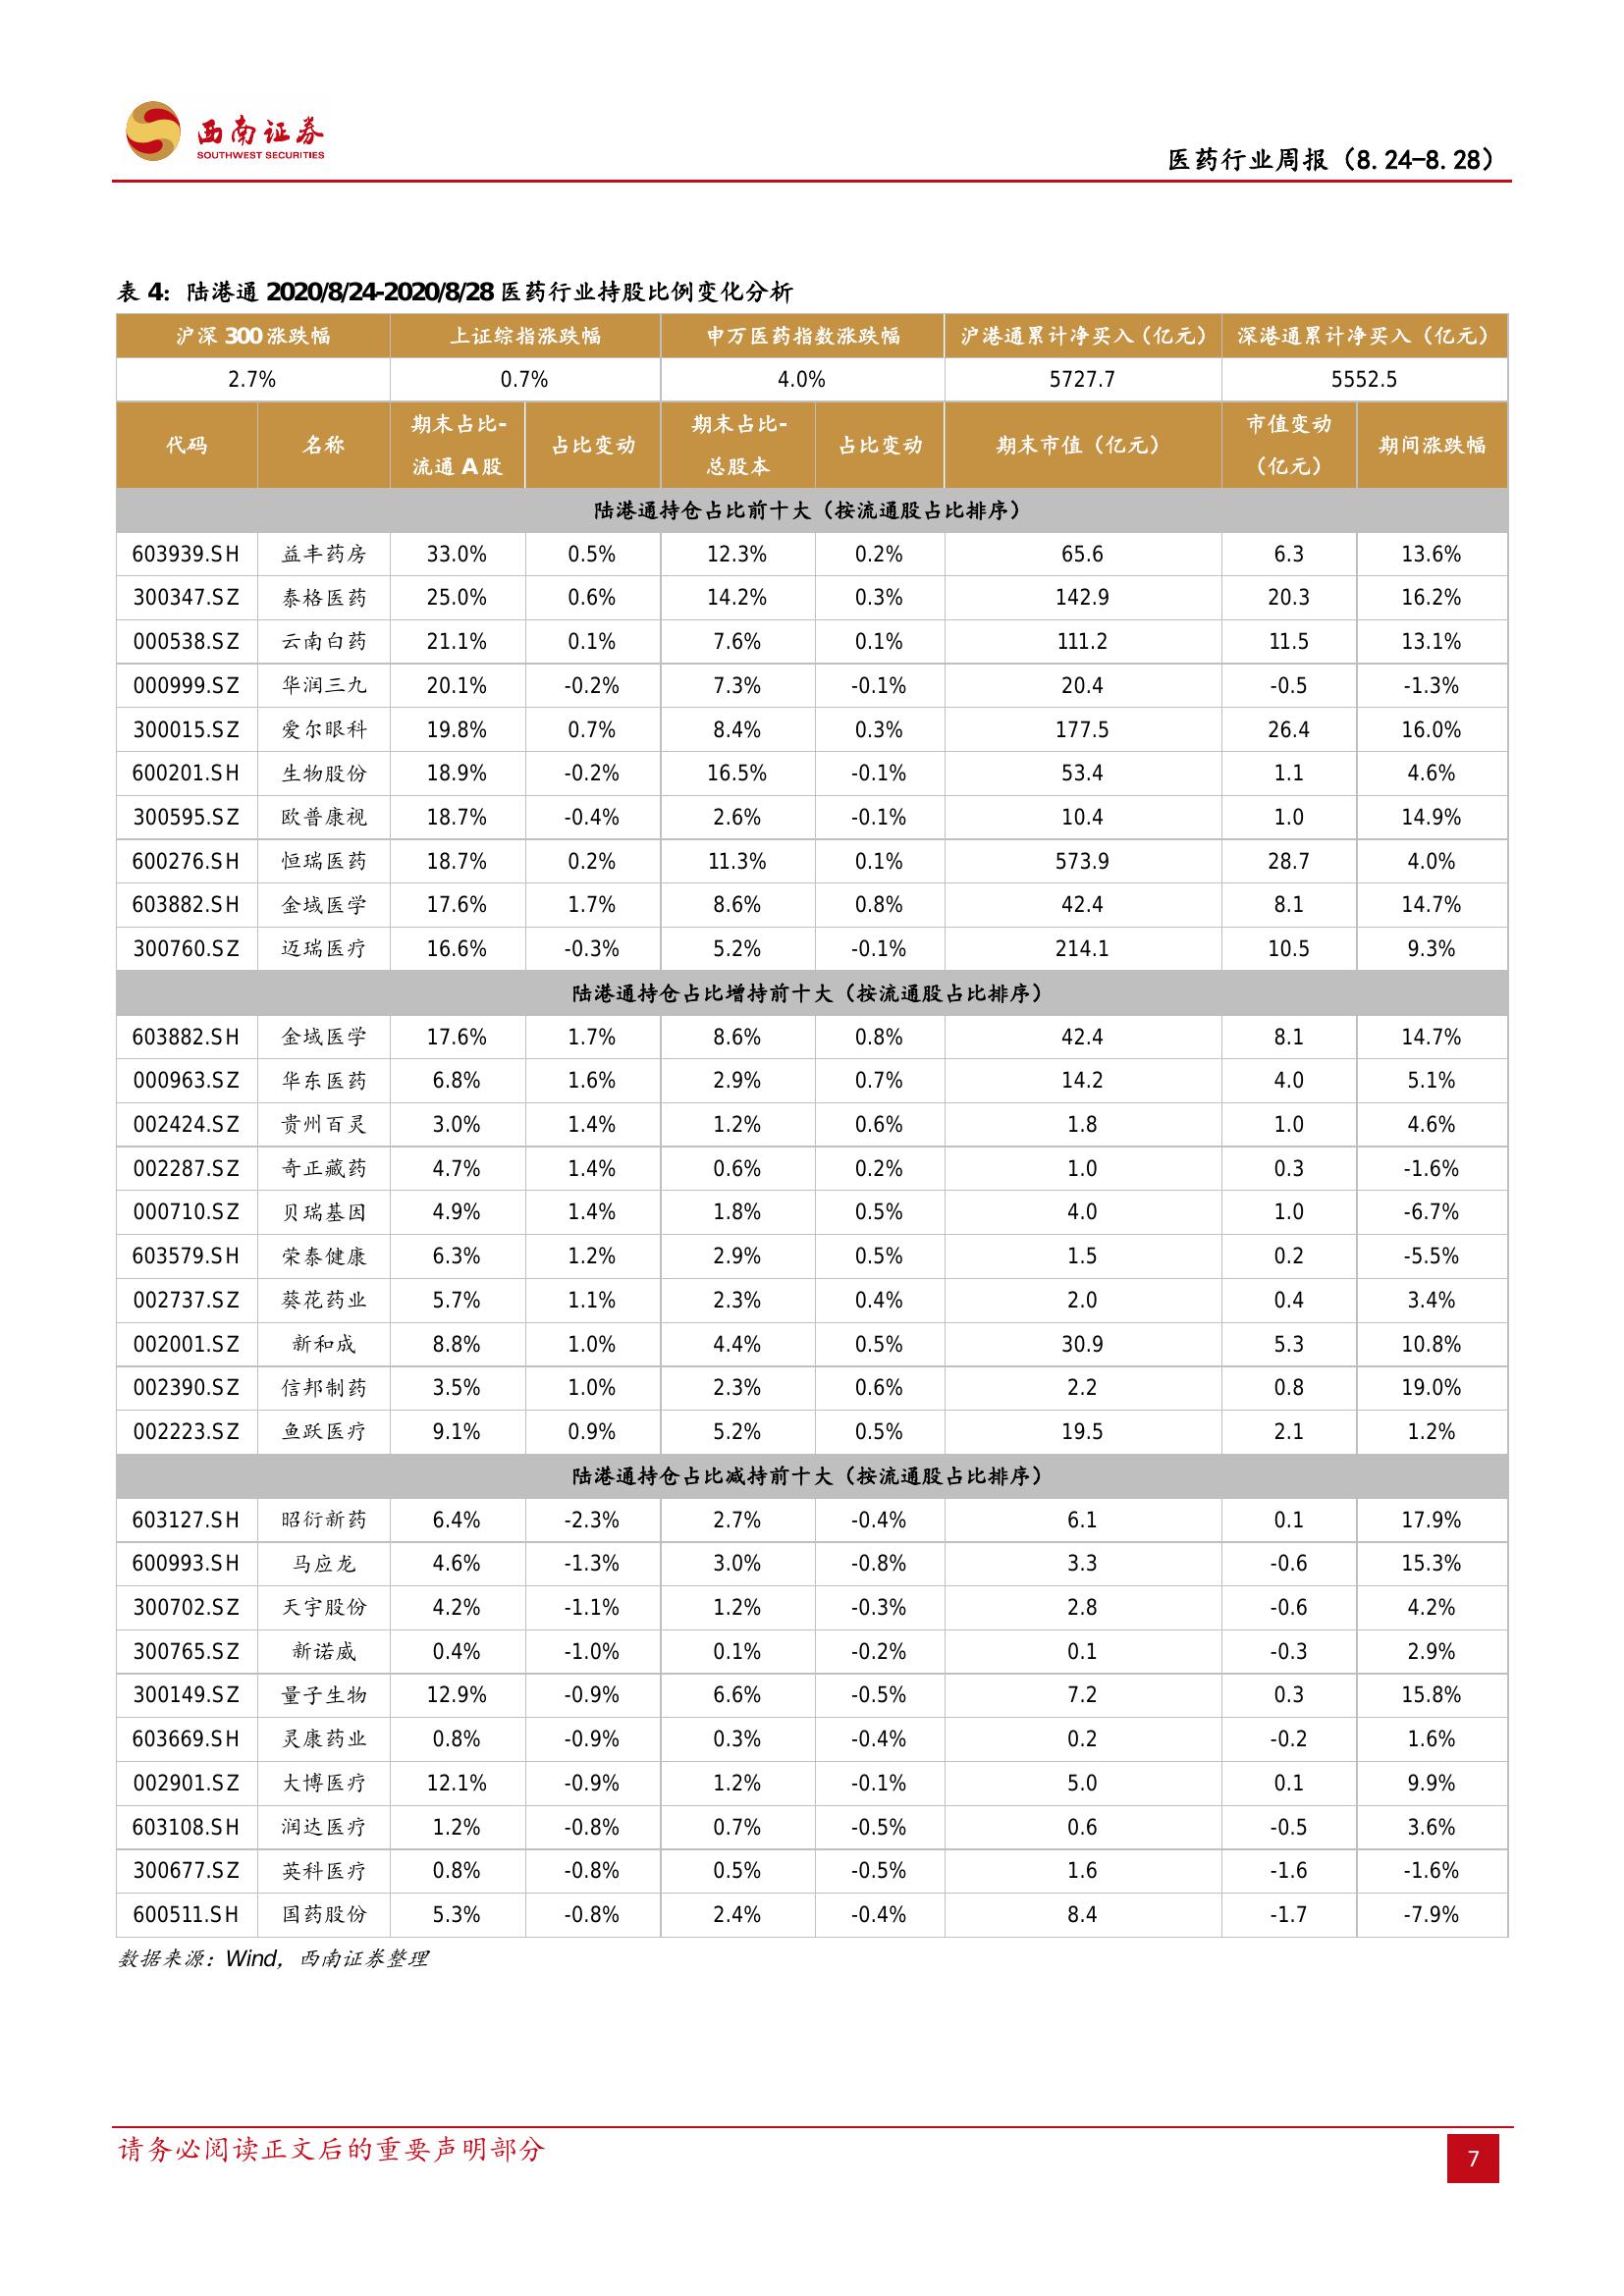 西南证券
SOUTHWEST SECURITIES
医药行业周报（8.24-8.28）
表 4：陆港通 2020/8/24-2020/8/28 医药行业持股比例变化分析
沪深 300 涨跌幅 上证综指涨跌幅 申万医药指数涨跌幅 沪港通累计净买入（亿元） 深港通累计净买入（亿元）
2.7% 0.7% 4.0% 5727.7 5552.5
代码 名称 期末占比-流通 A 股 占比变动 期末占比-总股本 占比变动 期末市值（亿元） 市值变动（亿元） 期间涨跌幅
陆港通持仓占比前十大（按流通股占比排序）
603939.SH 益丰药房 33.0% 0.5% 12.3% 0.2% 65.6 6.3 13.6%
300347.SZ 泰格医药 25.0% 0.6% 14.2% 0.3% 142.9 20.3 16.2%
000538.SZ 云南白药 21.1% 0.1% 7.6% 0.1% 111.2 11.5 13.1%
000999.SZ 华润三九 20.1% -0.2% 7.3% -0.1% 20.4 -0.5 -1.3%
300015.SZ 爱尔眼科 19.8% 0.7% 8.4% 0.3% 177.5 26.4 16.0%
600201.SH 生物股份 18.9% -0.2% 16.5% -0.1% 53.4 1.1 4.6%
300595.SZ 欧普康视 18.7% -0.4% 2.6% -0.1% 10.4 1.0 14.9%
600276.SH 恒瑞医药 18.7% 0.2% 11.3% 0.1% 573.9 28.7 4.0%
603882.SH 金域医学 17.6% 1.7% 8.6% 0.8% 42.4 8.1 14.7%
300760.SZ 迈瑞医疗 16.6% -0.3% 5.2% -0.1% 214.1 10.5 9.3%
陆港通持仓占比增持前十大（按流通股占比排序）
603882.SH 金域医学 17.6% 1.7% 8.6% 0.8% 42.4 8.1 14.7%
000963.SZ 华东医药 6.8% 1.6% 2.9% 0.7% 14.2 4.0 5.1%
002424.SZ 贵州百灵 3.0% 1.4% 1.2% 0.6% 1.8 1.0 4.6%
002287.SZ 奇正藏药 4.7% 1.4% 0.6% 0.2% 1.0 0.3 -1.6%
000710.SZ 贝瑞基因 4.9% 1.4% 1.8% 0.5% 4.0 1.0 -6.7%
603579.SH 荣泰健康 6.3% 1.2% 2.9% 0.5% 1.5 0.2 -5.5%
002737.SZ 葵花药业 5.7% 1.1% 2.3% 0.4% 2.0 0.4 3.4%
002001.SZ 新和成 8.8% 1.0% 4.4% 0.5% 30.9 5.3 10.8%
002390.SZ 信邦制药 3.5% 1.0% 2.3% 0.6% 2.2 0.8 19.0%
002223.SZ 鱼跃医疗 9.1% 0.9% 5.2% 0.5% 19.5 2.1 1.2%
陆港通持仓占比减持前十大（按流通股占比排序）
603127.SH 昭衍新药 6.4% -2.3% 2.7% -0.4% 6.1 0.1 17.9%
600993.SH 马应龙 4.6% -1.3% 3.0% -0.8% 3.3 -0.6 15.3%
300702.SZ 天宇股份 4.2% -1.1% 1.2% -0.3% 2.8 -0.6 4.2%
300765.SZ 新诺威 0.4% -1.0% 0.1% -0.2% 0.1 -0.3 2.9%
300149.SZ 量子生物 12.9% -0.9% 6.6% -0.5% 7.2 0.3 15.8%
603669.SH 灵康药业 0.8% -0.9% 0.3% -0.4% 0.2 -0.2 1.6%
002901.SZ 大博医疗 12.1% -0.9% 1.2% -0.1% 5.0 0.1 9.9%
603108.SH 润达医疗 1.2% -0.8% 0.7% -0.5% 0.6 -0.5 3.6%
300677.SZ 英科医疗 0.8% -0.8% 0.5% -0.5% 1.6 -1.6 -1.6%
600511.SH 国药股份 5.3% -0.8% 2.4% -0.4% 8.4 -1.7 -7.9%
数据来源：Wind，西南证券整理
请务必阅读正文后的重要声明部分
7